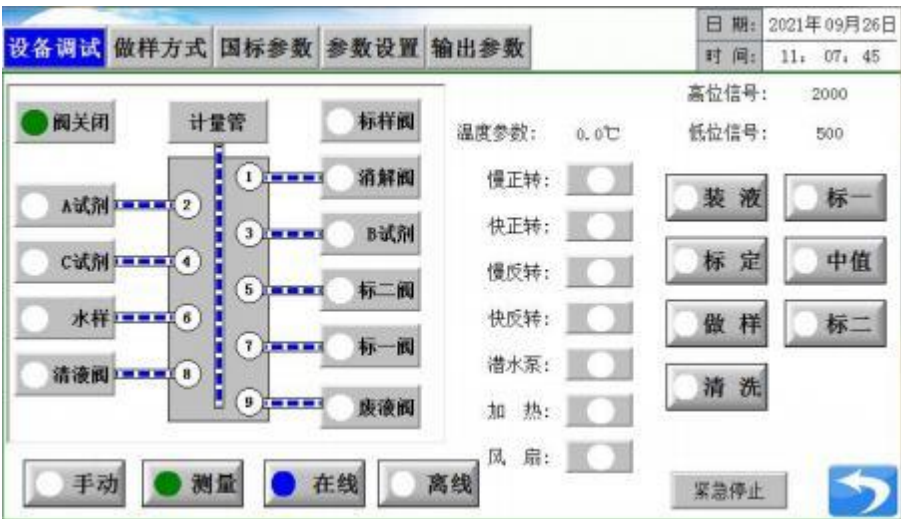 设备调试 做样方式 国标参数 参数设置 输出参数
日 期: 2021年09月26日
时 间: 11: 07: 45
高位信号: 2000
低位信号: 500
温度参数: 0.0℃
阀关闭 计量管 标样阀
1 消解阀
A试剂 2
3 B试剂
C试剂 4
5 标二阀
水样 6
7 标一阀
清液阀 8
9 废液阀
慢正转:
快正转:
慢反转:
快反转:
潜水泵:
加 热:
风 扇:
装 液 标一
标 定 中值
做 样 标二
清 洗
手动 测量 在线 离线
紧急停止